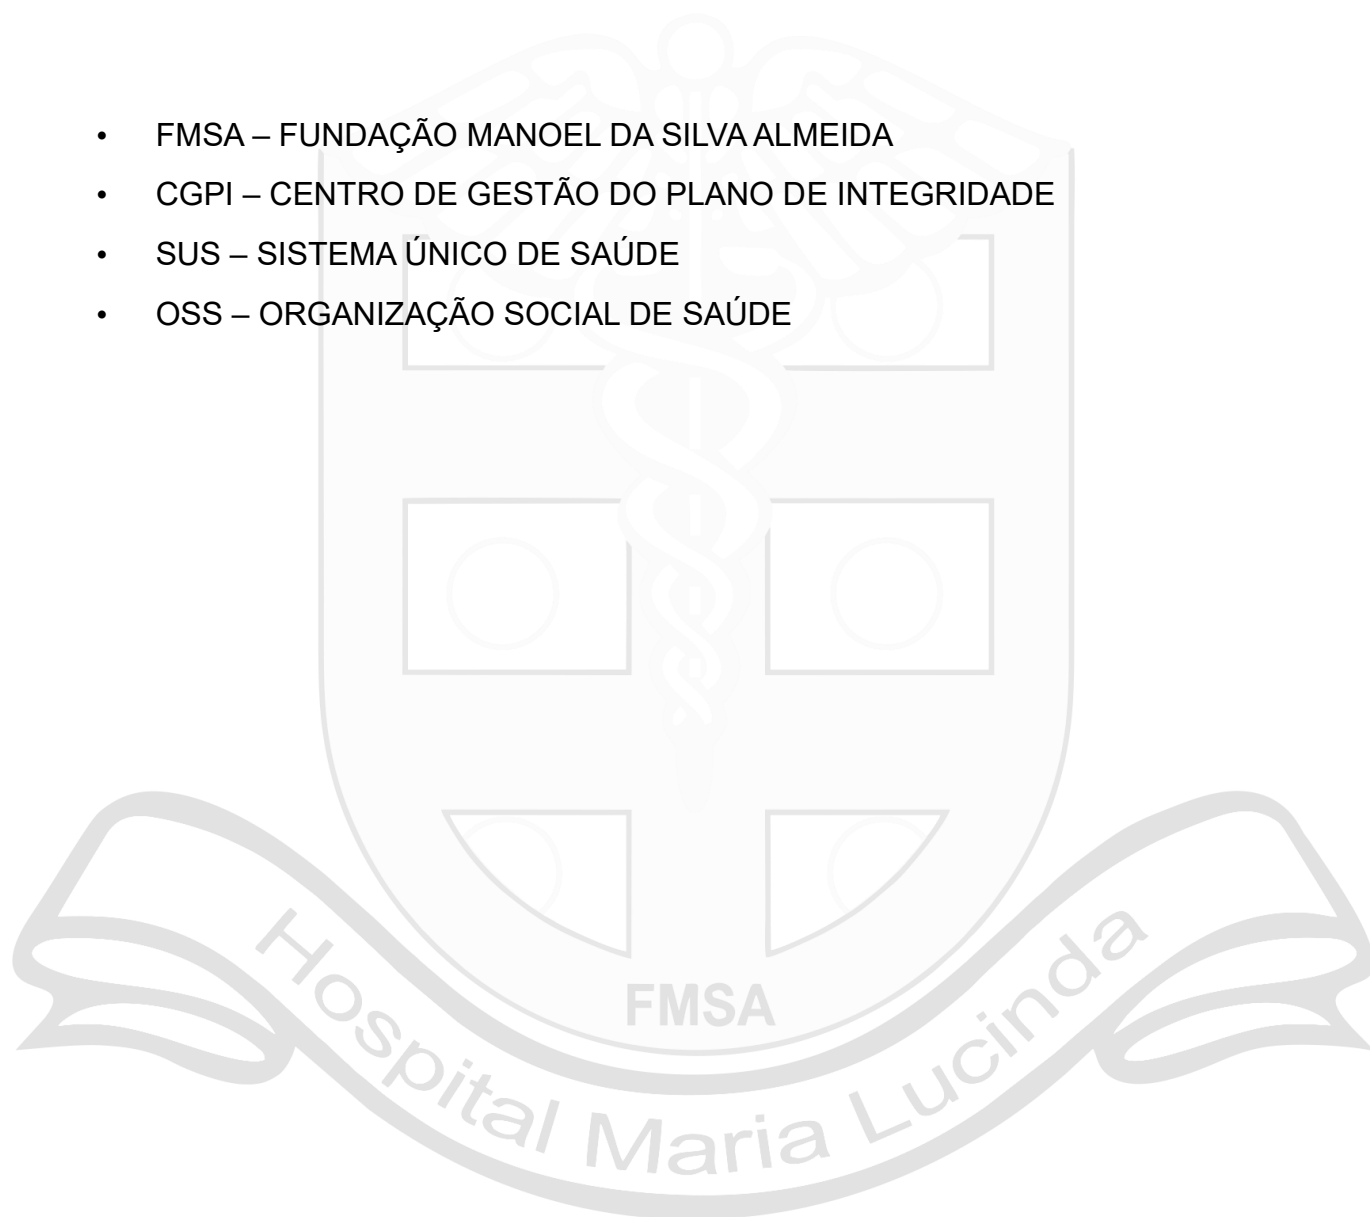 • FMSA – FUNDAÇÃO MANOEL DA SILVA ALMEIDA
• CGPI – CENTRO DE GESTÃO DO PLANO DE INTEGRIDADE
• SUS – SISTEMA ÚNICO DE SAÚDE
• OSS – ORGANIZAÇÃO SOCIAL DE SAÚDE
FMSA
Hospital Maria Lucinda